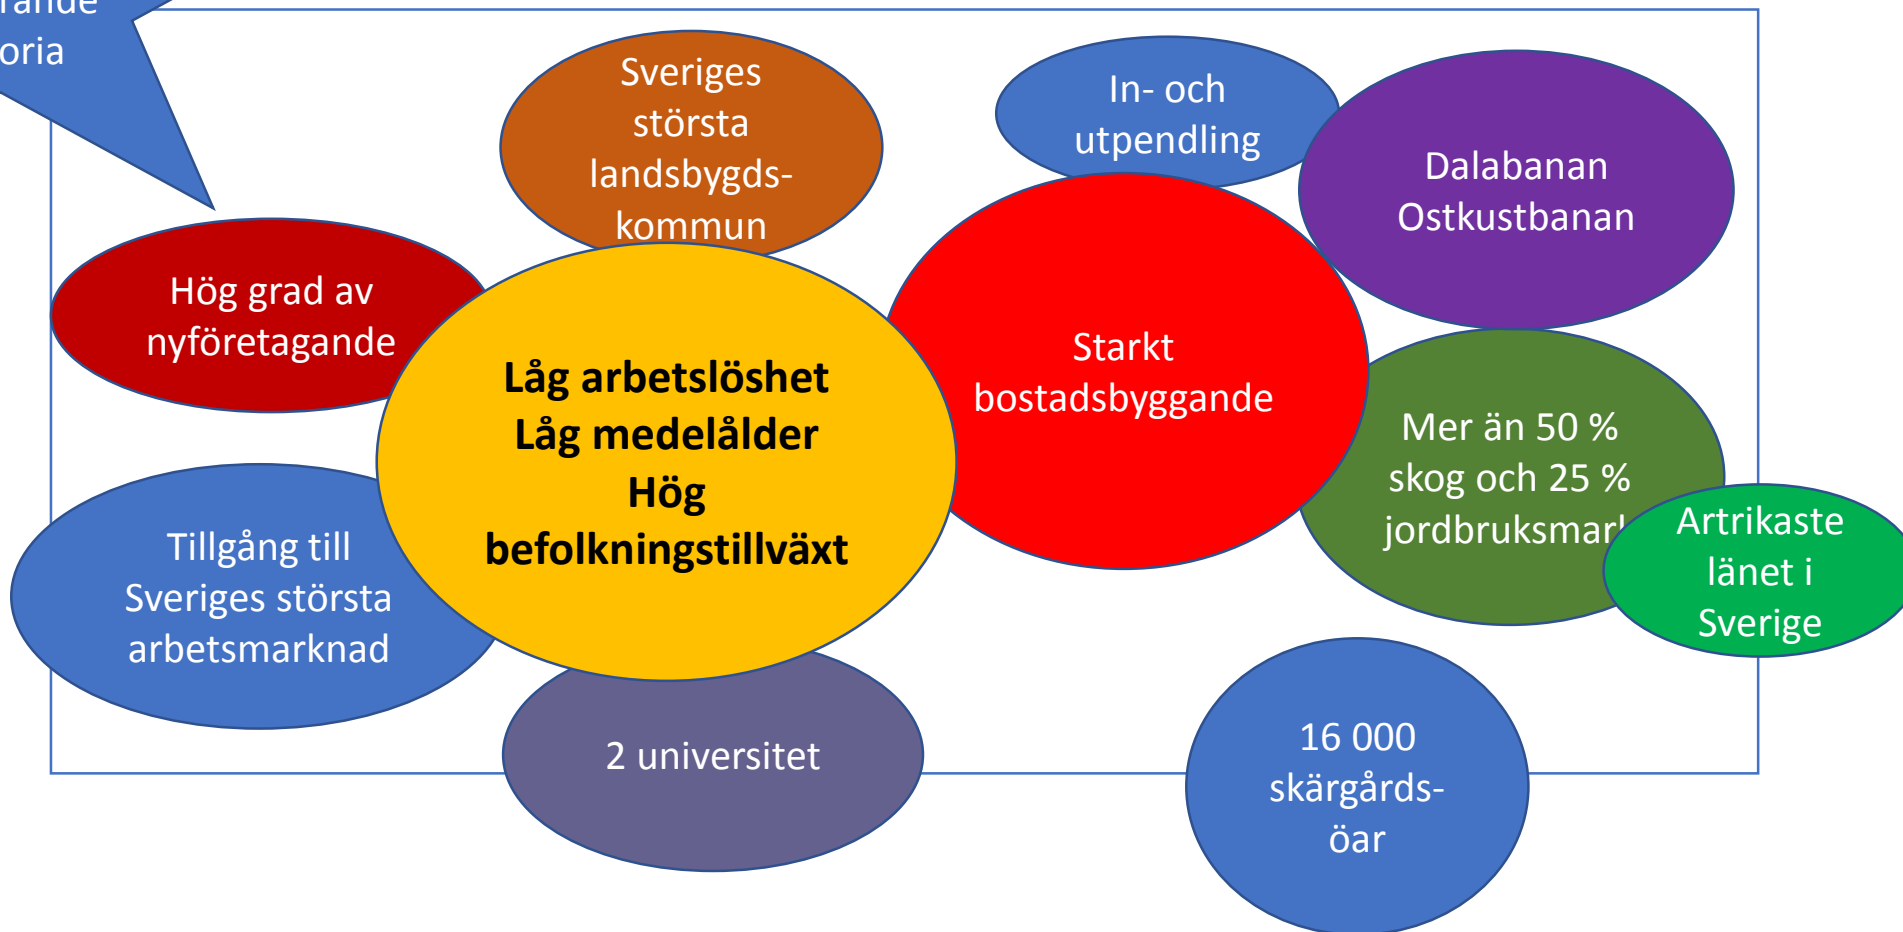 oria
Sveriges
största
landsbygds-
kommun
In- och
utpendling
Dalabanan
Ostkustbanan
Hög grad av
nyföretagande
Låg arbetslöshet
Låg medelålder
Hög
befolkningstillväxt
Starkt
bostadsbyggande
Mer än 50 %
skog och 25 %
jordbruksmark
Artrikaste
länet i
Sverige
Tillgång till
Sveriges största
arbetsmarknad
2 universitet
16 000
skärgårds-
öar